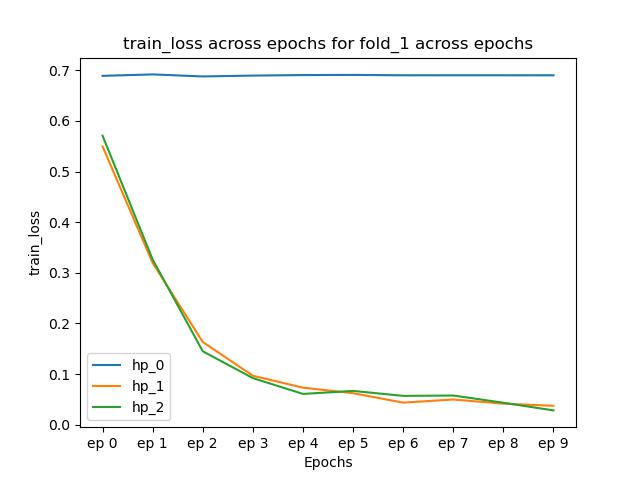 train_loss across epochs for fold_1 across epochs
0.7
0.6
0.5
0.4
0.3
0.2
0.1
0.0
train_loss
hp_0
hp_1
hp_2
ep 0 ep 1 ep 2 ep 3 ep 4 ep 5 ep 6 ep 7 ep 8 ep 9
Epochs